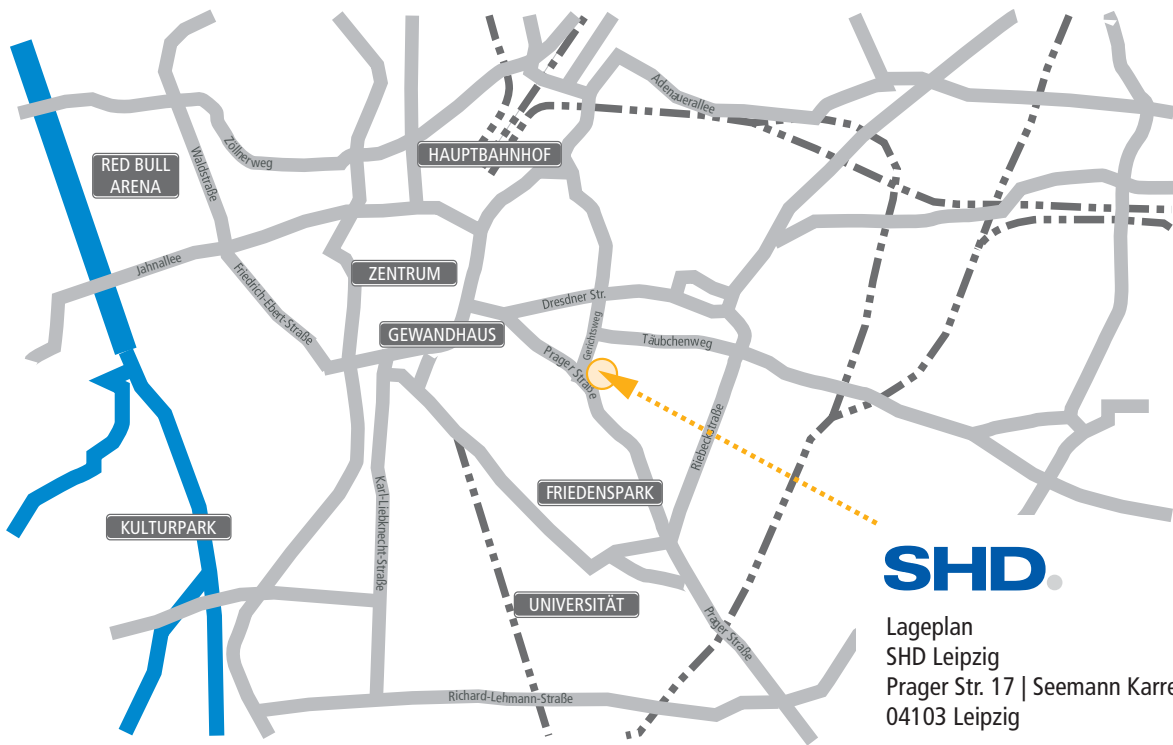 Adenauerallee
Zöllnerweg
Waldstraße
HAUPTBAHNHOF
RED BULL
ARENA
Jahnallee
Friedrich-Ebert-Straße
ZENTRUM
Dresdner Str.
GEWANDHAUS
Gerichtsweg
Täubchenweg
Prager Straße
Riebeckstraße
Karl-Liebknecht-Straße
FRIEDENSPARK
KULTURPARK
UNIVERSITÄT
Prager Straße
Richard-Lehmann-Straße
SHD.
Lageplan
SHD Leipzig
Prager Str. 17 | Seemann Karre
04103 Leipzig